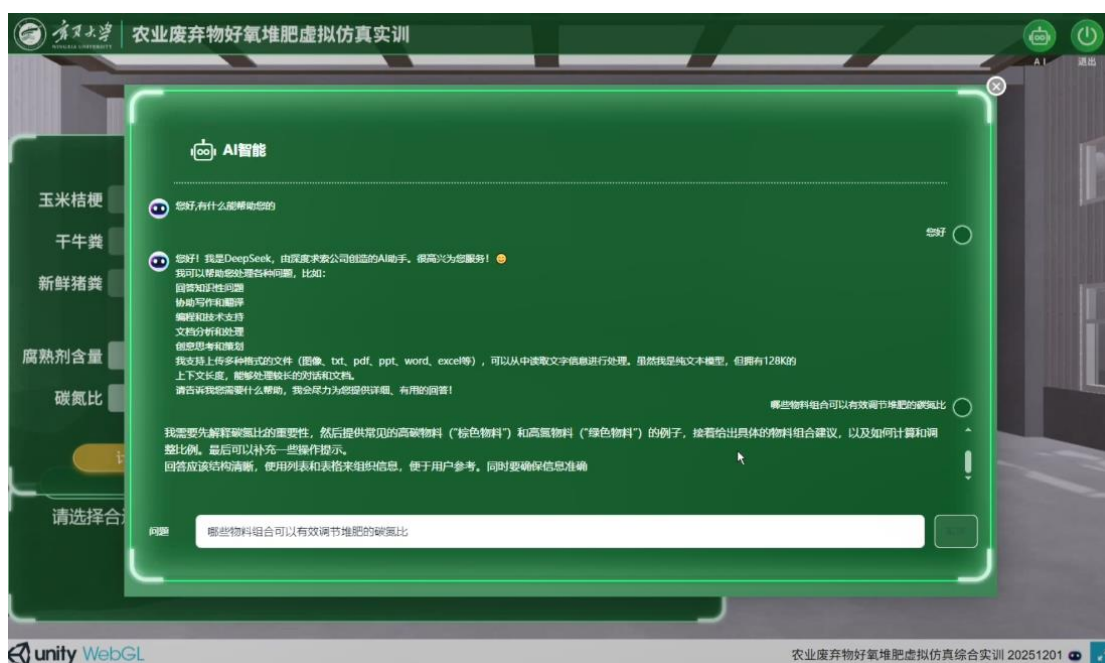 农业废弃物好氧堆肥虚拟仿真实训
AI
退出
AI智能
玉米桔梗
干牛粪
新鲜猪粪
腐熟剂含量
碳氮比
请选择合
您好,有什么能帮助您的
您好
您好！我是DeepSeek，由深度求索公司创造的AI助手。很高兴为您服务！😊
我可以帮助您处理各种问题，比如：
回答知识性问题
协助写作和翻译
编程和技术支持
文档分析和处理
创意思考和策划
我支持上传多种格式的文件（图像、txt、pdf、ppt、word、excel等），可以从中读取文字信息进行处理。虽然我是纯文本模型，但拥有128K的
上下文长度，能够处理较长的对话和文档。
请告诉我您需要什么帮助，我会尽力为您提供详细、有用的回答！
哪些物料组合可以有效调节堆肥的碳氮比
我需要先解释碳氮比的重要性，然后提供常见的高碳物料（“棕色物料”）和高氮物料（“绿色物料”）的例子，接着给出具体的物料组合建议，以及如何计算和调
整比例。最后可以补充一些操作提示。
回答应该结构清晰，使用列表和表格来组织信息，便于用户参考。同时要确保信息准确
问题
哪些物料组合可以有效调节堆肥的碳氮比
unity WebGL
农业废弃物好氧堆肥虚拟仿真综合实训 20251201